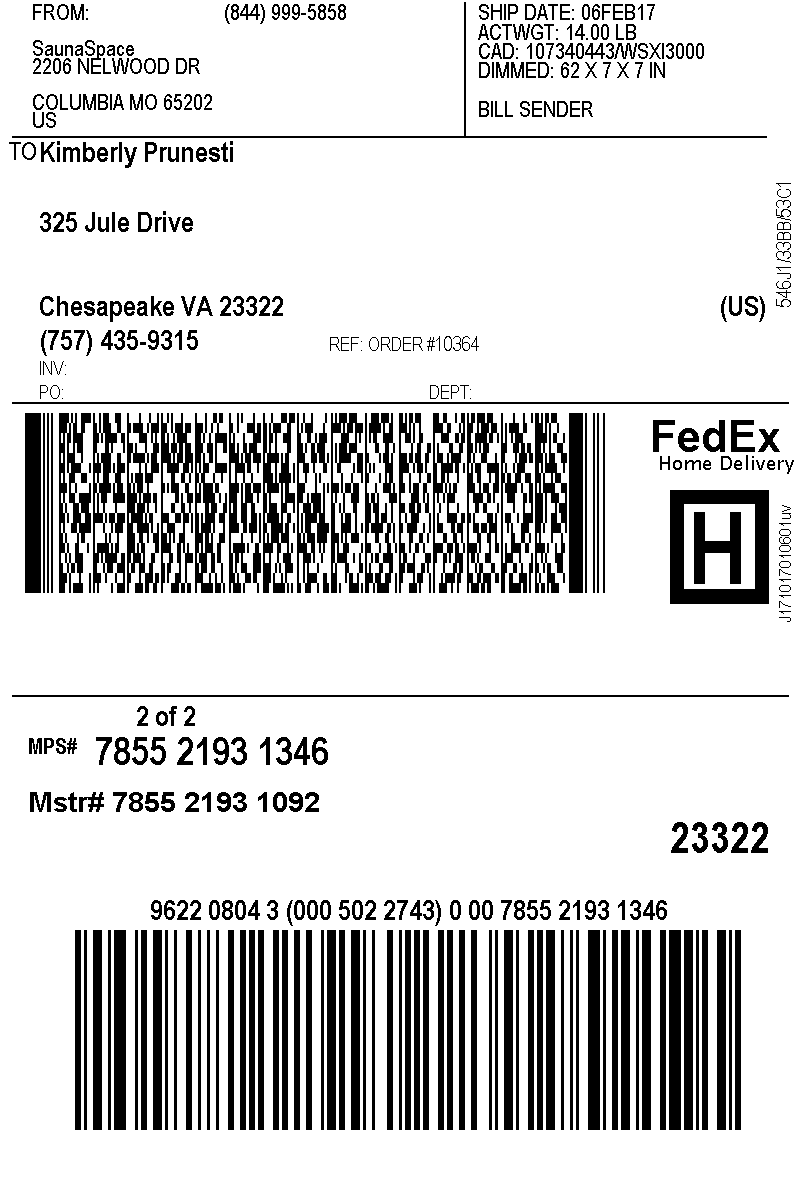 FROM: (844) 999-5858
SaunaSpace
2206 NELWOOD DR
COLUMBIA MO 65202
US
SHIP DATE: 06FEB17
ACTWGT: 14.00 LB
CAD: 107340443/WSXI3000
DIMMED: 62 X 7 X 7 IN
BILL SENDER
TO Kimberly Prunesti
325 Jule Drive
Chesapeake VA 23322 (US)
(757) 435-9315 REF: ORDER #10364
INV:
PO: DEPT:
546J1/33BB/53C1
FedEx
Home Delivery
H
J171017010601uv
2 of 2
MPS# 7855 2193 1346
Mstr# 7855 2193 1092
23322
9622 0804 3 (000 502 2743) 0 00 7855 2193 1346